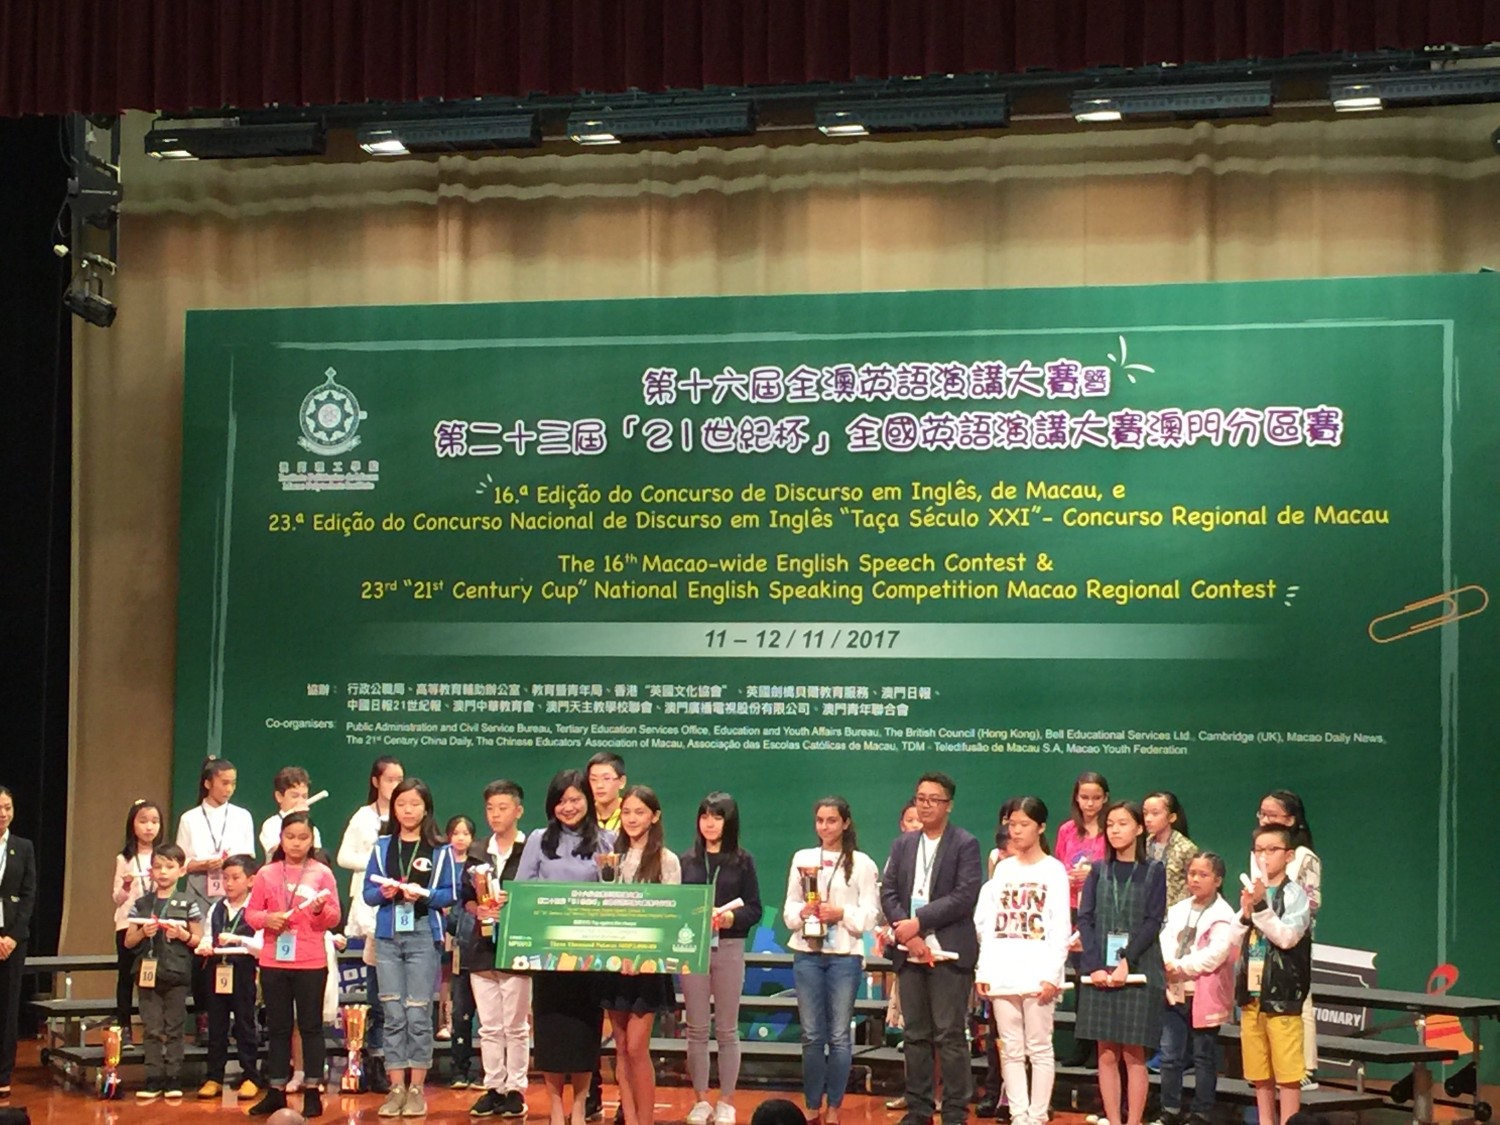 第十六屆全澳英語演講大賽暨
第二十三屆「21世紀杯」全國英語演講大賽澳門分區賽
澳門理工學院
16.ª Edição do Concurso de Discurso em Inglês, de Macau, e
23.ª Edição do Concurso Nacional de Discurso em Inglês “Taça Século XXI”- Concurso Regional de Macau
The 16th Macao-wide English Speech Contest &
23rd “21st Century Cup” National English Speaking Competition Macao Regional Contest
11 – 12 / 11 / 2017
協辦： 行政公職局、高等教育輔助辦公室、教育暨青年局、香港“英國文化協會”、英國劍橋貝爾教育服務、澳門日報、
中國日報21世紀報、澳門中華教育會、澳門天主教學校聯會、澳門廣播電視股份有限公司、澳門青年聯合會
Co-organisers: Public Administration and Civil Service Bureau, Tertiary Education Services Office, Education and Youth Affairs Bureau, The British Council (Hong Kong), Bell Educational Services Ltd., Cambridge (UK), Macao Daily News,
The 21st Century China Daily, The Chinese Educators' Association of Macau, Associação das Escolas Católicas de Macau, TDM - Teledifusão de Macau S.A, Macao Youth Federation
9
8
9
10
9
RUN
DMC
TIONARY